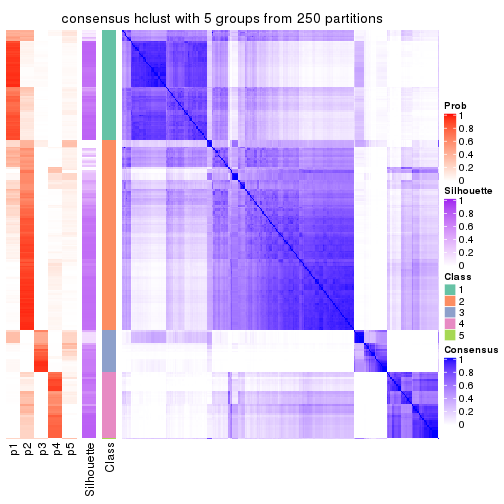 consensus hclust with 5 groups from 250 partitions
Prob
1
0.8
0.6
0.4
0.2
0
Silhouette
1
0.8
0.6
0.4
0.2
0
Class
1
2
3
4
5
Consensus
1
0.8
0.6
0.4
0.2
0
p1
p2
p3
p4
p5
Silhouette
Class